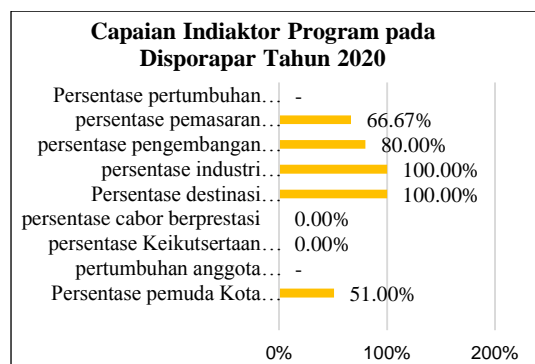 Capaian Indiaktor Program pada
Disporapar Tahun 2020
Persentase pertumbuhan… -
persentase pemasaran… 66.67%
persentase pengembangan… 80.00%
persentase industri… 100.00%
Persentase destinasi… 100.00%
persentase cabor berprestasi 0.00%
persentase Keikutsertaan… 0.00%
pertumbuhan anggota… -
Persentase pemuda Kota… 51.00%
0% 100% 200%